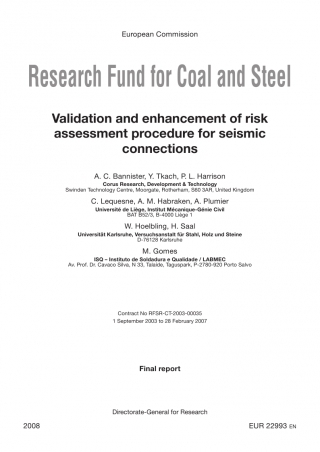 European Commission
Research Fund for Coal and Steel
Validation and enhancement of risk
assessment procedure for seismic
connections
A. C. Bannister, Y. Tkach, P. L. Harrison
Corus Research, Development & Technology
Swinden Technology Centre, Moorgate, Rotherham, S60 3AR, United Kingdom
C. Lequesne, A. M. Habraken, A. Plumier
Université de Liège, Institut Mécanique-Génie Civil
BAT B52/3, B-4000 Liège 1
W. Hoelbling, H. Saal
Universität Karlsruhe, Versuchsanstalt für Stahl, Holz und Steine
D-76128 Karlsruhe
M. Gomes
ISQ – Instituto de Soldadura e Qualidade / LABMEC
Av. Prof. Dr. Cavaco Silva, N 33, Talaíde, Taguspark, P-2780-920 Porto Salvo
Contract No RFSR-CT-2003-00035
1 September 2003 to 28 February 2007
Final report
Directorate-General for Research
2008 EUR 22993 EN